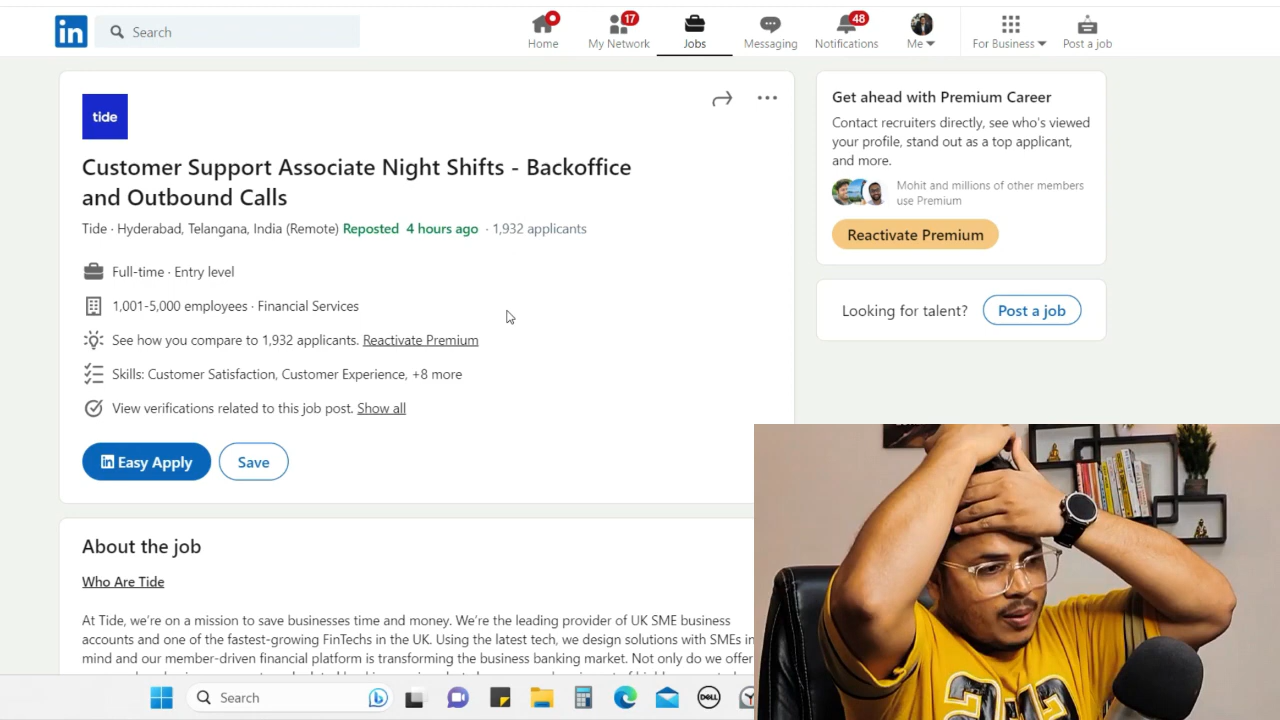 in
Search
Home
17
My Network
Jobs
Messaging
48
Notifications
Me
For Business
Post a job
tide
Customer Support Associate Night Shifts - Backoffice
and Outbound Calls
Tide · Hyderabad, Telangana, India (Remote) Reposted 4 hours ago · 1,932 applicants
Full-time · Entry level
1,001-5,000 employees · Financial Services
See how you compare to 1,932 applicants. Reactivate Premium
Skills: Customer Satisfaction, Customer Experience, +8 more
View verifications related to this job post. Show all
in Easy Apply
Save
Get ahead with Premium Career
Contact recruiters directly, see who's viewed
your profile, stand out as a top applicant,
and more.
Mohit and millions of other members
use Premium
Reactivate Premium
Looking for talent?
Post a job
About the job
Who Are Tide
At Tide, we're on a mission to save businesses time and money. We're the leading provider of UK SME business
accounts and one of the fastest-growing FinTechs in the UK. Using the latest tech, we design solutions with SMEs in
mind and our member-driven financial platform is transforming the business banking market. Not only do we offer
Search
DELL